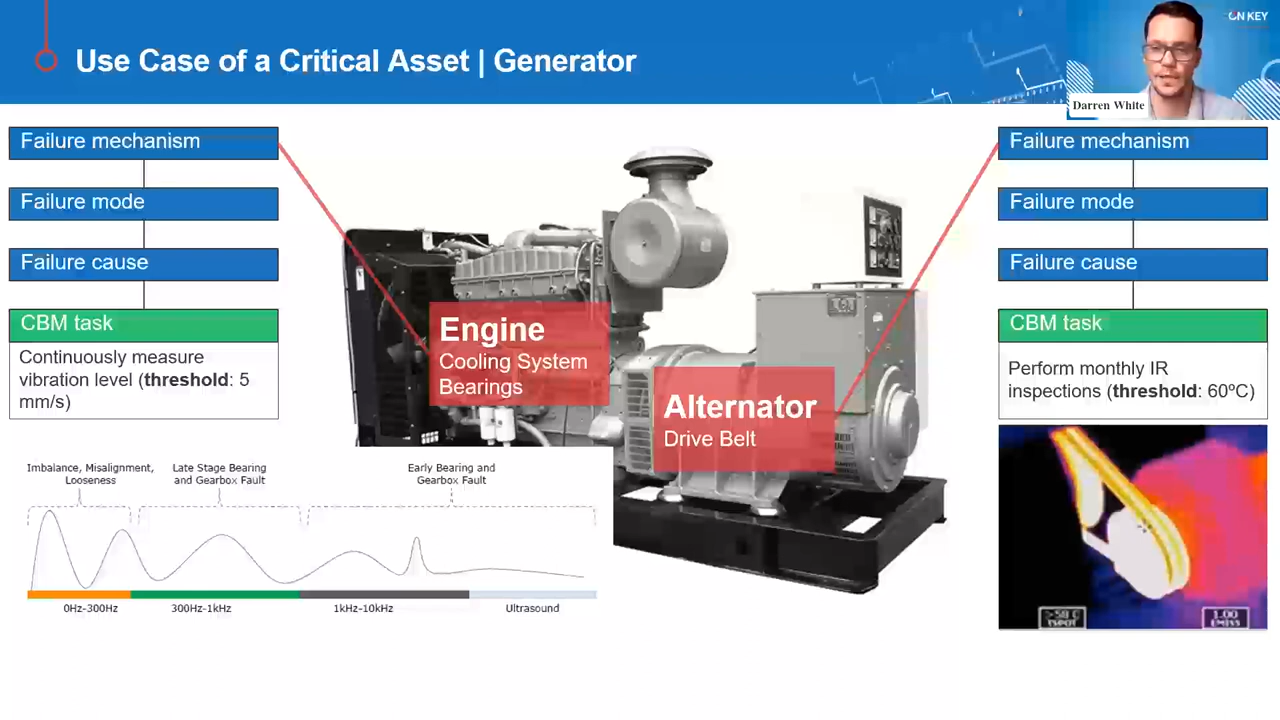 Use Case of a Critical Asset | Generator
ON KEY
Darren White
Failure mechanism
Failure mode
Failure cause
CBM task
Continuously measure
vibration level (threshold: 5
mm/s)
Engine
Cooling System
Bearings
Alternator
Drive Belt
Failure mechanism
Failure mode
Failure cause
CBM task
Perform monthly IR
inspections (threshold: 60ºC)
Imbalance, Misalignment,
Looseness
Late Stage Bearing
and Gearbox Fault
Early Bearing and
Gearbox Fault
0Hz-300Hz
300Hz-1kHz
1kHz-10kHz
Ultrasound
>58 C
TSPOT
1.00
EMISS